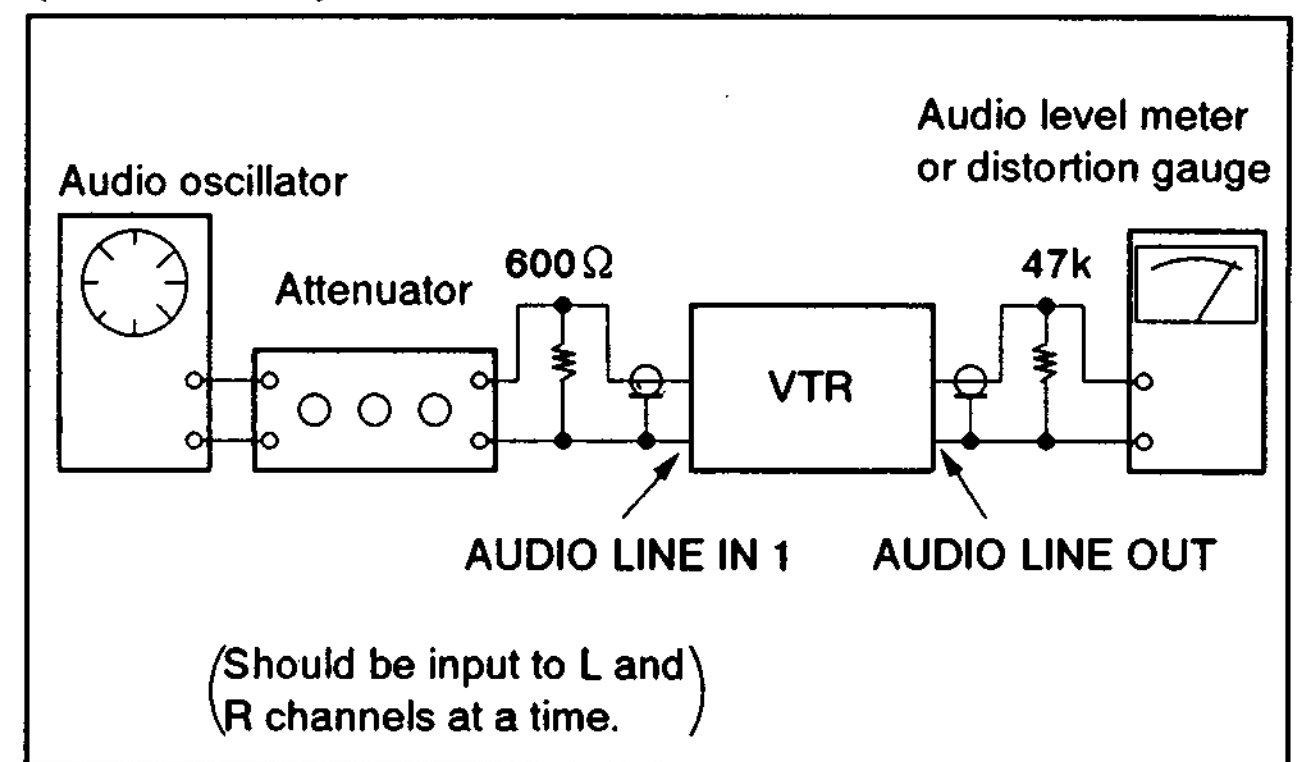 Audio level meter
or distortion gauge
Audio oscillator
600Ω
47k
Attenuator
VTR
AUDIO LINE IN 1
AUDIO LINE OUT
(Should be input to L and
R channels at a time.)